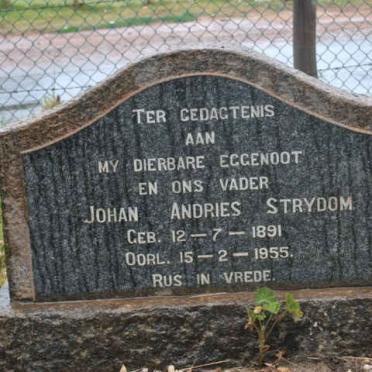 TER GEDAGTENIS
AAN
MY DIERBARE EGGENOOT
EN ONS VADER
JOHAN ANDRIES STRYDOM
GEB. 12-7-1891
OORL. 15-2-1955.
RUS IN VREDE.